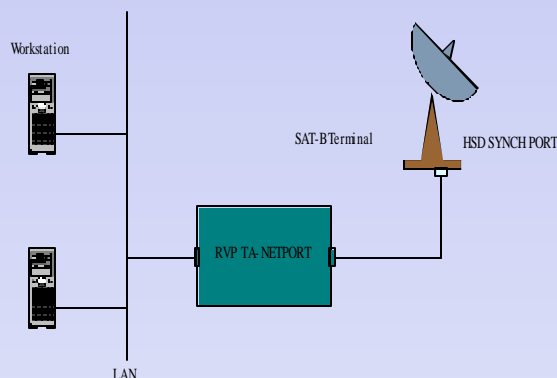 Workstation
SAT-B Terminal
HSD SYNCH PORT
RVP TA-NETPORT
LAN